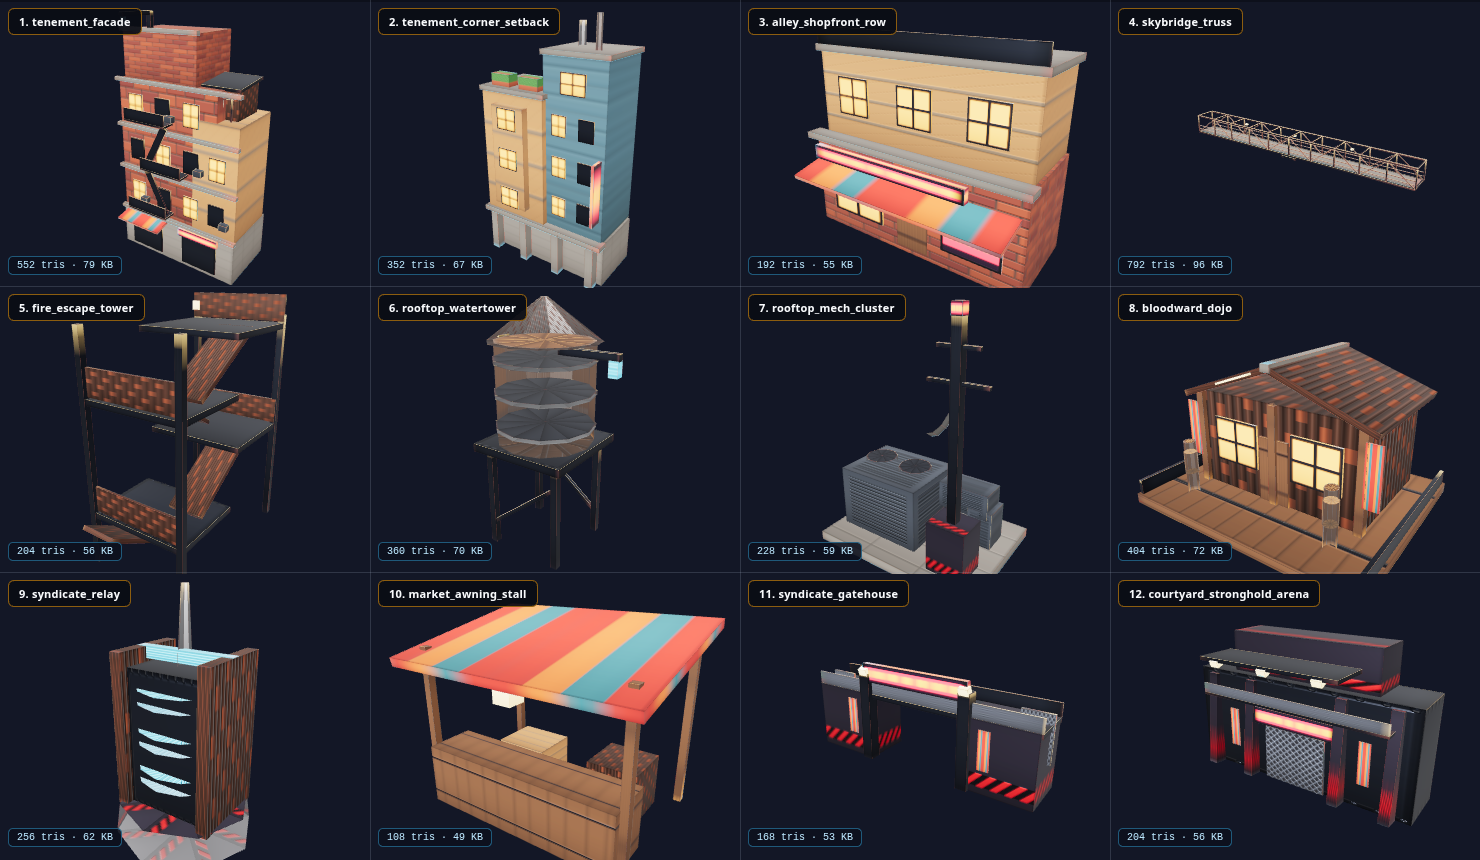 1. tenement_facade
2. tenement_corner_setback
3. alley_shopfront_row
4. skybridge_truss
552 tris · 79 KB
352 tris · 67 KB
192 tris · 55 KB
792 tris · 96 KB
5. fire_escape_tower
6. rooftop_watertower
7. rooftop_mech_cluster
8. bloodward_dojo
204 tris · 56 KB
360 tris · 70 KB
228 tris · 59 KB
404 tris · 72 KB
9. syndicate_relay
10. market_awning_stall
11. syndicate_gatehouse
12. courtyard_stronghold_arena
256 tris · 62 KB
108 tris · 49 KB
168 tris · 53 KB
204 tris · 56 KB